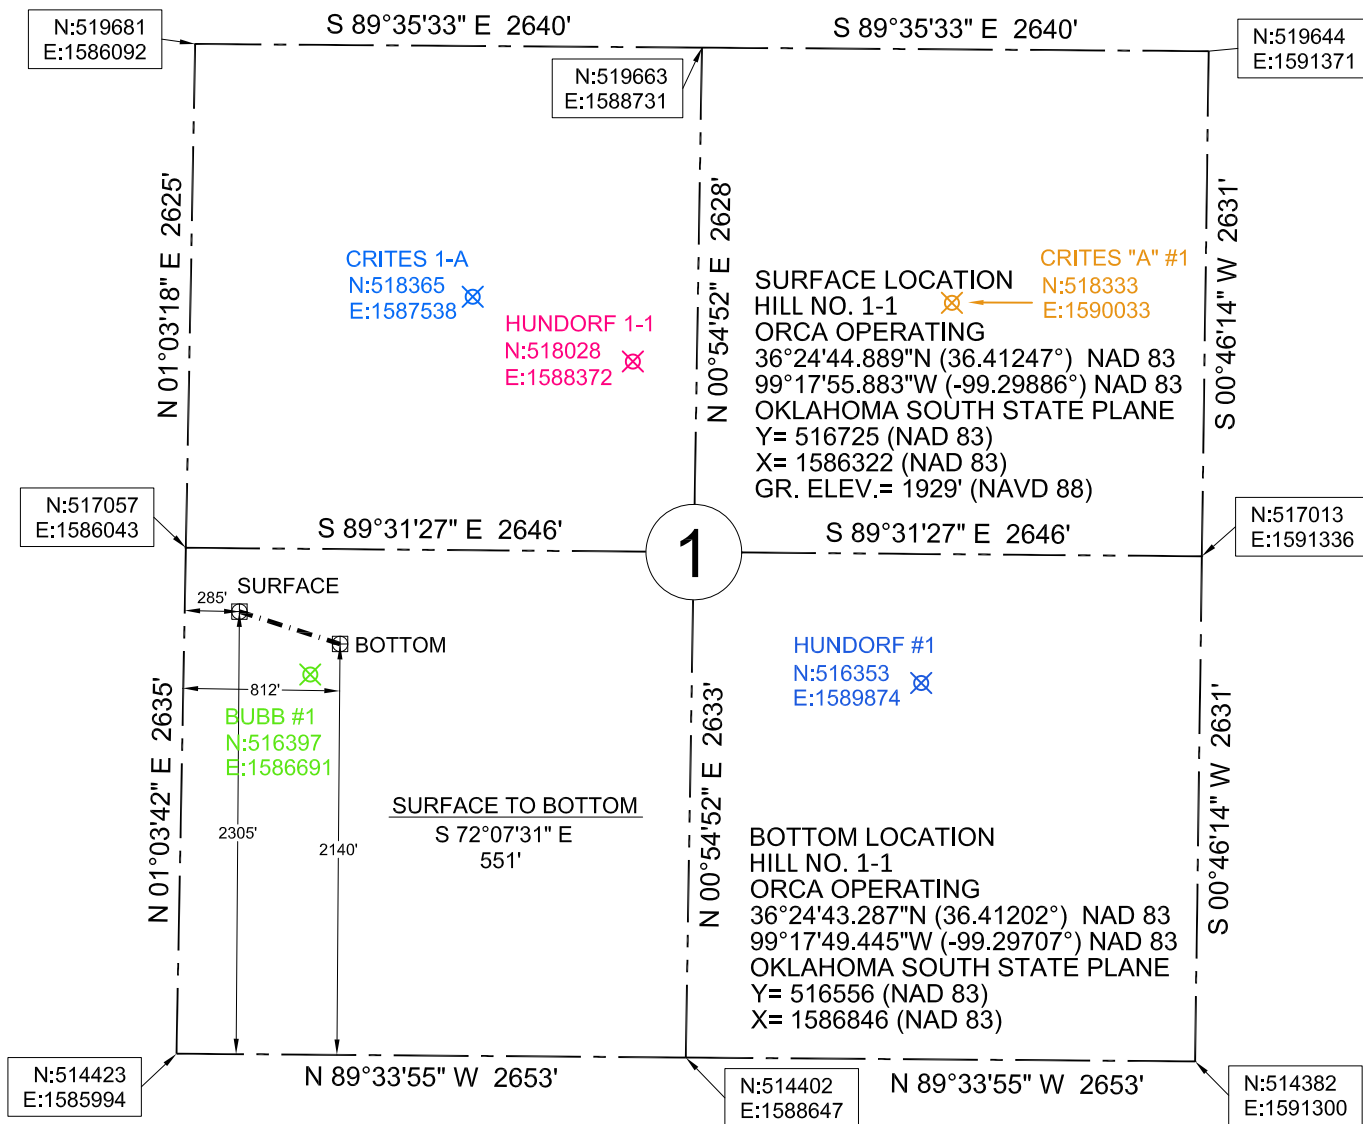 S 89°35'33" E 2640'
S 89°35'33" E 2640'
N:519681
E:1586092
N:519663
E:1588731
N:519644
E:1591371
N 01°03'18" E 2625'
N 00°54'52" E 2628'
S 00°46'14" W 2631'
CRITES 1-A
N:518365
E:1587538
HUNDORF 1-1
N:518028
E:1588372
CRITES "A" #1
N:518333
E:1590033
SURFACE LOCATION
HILL NO. 1-1
ORCA OPERATING
36°24'44.889"N (36.41247°) NAD 83
99°17'55.883"W (-99.29886°) NAD 83
OKLAHOMA SOUTH STATE PLANE
Y= 516725 (NAD 83)
X= 1586322 (NAD 83)
GR. ELEV.= 1929' (NAVD 88)
N:517057
E:1586043
S 89°31'27" E 2646'
1
S 89°31'27" E 2646'
N:517013
E:1591336
SURFACE
285'
BOTTOM
812'
BUBB #1
N:516397
E:1586691
HUNDORF #1
N:516353
E:1589874
N 01°03'42" E 2635'
N 00°54'52" E 2633'
S 00°46'14" W 2631'
2305'
2140'
SURFACE TO BOTTOM
S 72°07'31" E
551'
BOTTOM LOCATION
HILL NO. 1-1
ORCA OPERATING
36°24'43.287"N (36.41202°) NAD 83
99°17'49.445"W (-99.29707°) NAD 83
OKLAHOMA SOUTH STATE PLANE
Y= 516556 (NAD 83)
X= 1586846 (NAD 83)
N:514423
E:1585994
N 89°33'55" W 2653'
N:514402
E:1588647
N 89°33'55" W 2653'
N:514382
E:1591300